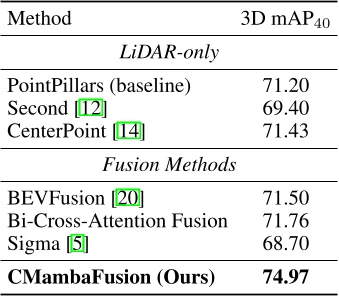 Method 3D mAP₄₀
LiDAR-only
PointPillars (baseline) 71.20
Second [12] 69.40
CenterPoint [14] 71.43
Fusion Methods
BEVFusion [20] 71.50
Bi-Cross-Attention Fusion 71.76
Sigma [5] 68.70
CMambaFusion (Ours) 74.97